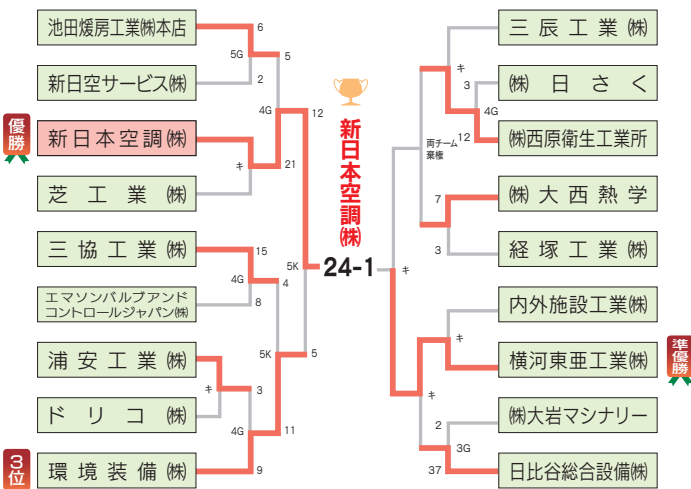 池田煖房工業㈱本店
新日空サービス㈱
優勝
新日本空調㈱
芝工業㈱
三協工業㈱
エマソンバルブアンド
コントロールジャパン㈱
浦安工業㈱
ドリコ㈱
3位
環境装備㈱
6
5G
2
5
4G
キ
21
12
15
4G
8
4
5K
キ
3
4G
9
11
5K
5
新日本空調㈱
24-1
キ
両チーム
棄権
キ
3
4G
12
7
3
キ
キ
2
3G
37
三辰工業㈱
㈱日さく
㈱西原衛生工業所
㈱大西熱学
経塚工業㈱
内外施設工業㈱
横河東亜工業㈱
準優勝
㈱大岩マシナリー
日比谷総合設備㈱